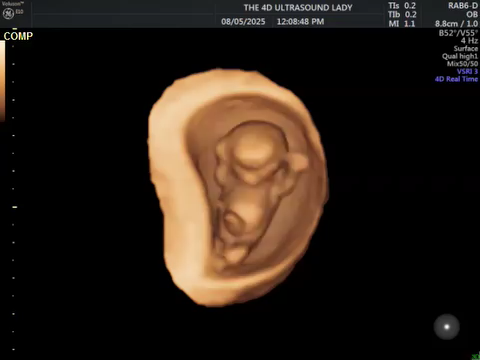 Voluson™
E10
THE 4D ULTRASOUND LADY
08/05/2025 12:08:48 PM
TIs 0.2
TIb 0.2
MI 1.1
RAB6-D
OB
8.8cm / 1.0
B52°/V55°
4 Hz
Surface
Qual high1
Mix50/50
VSRI 3
4D Real Time
COMP